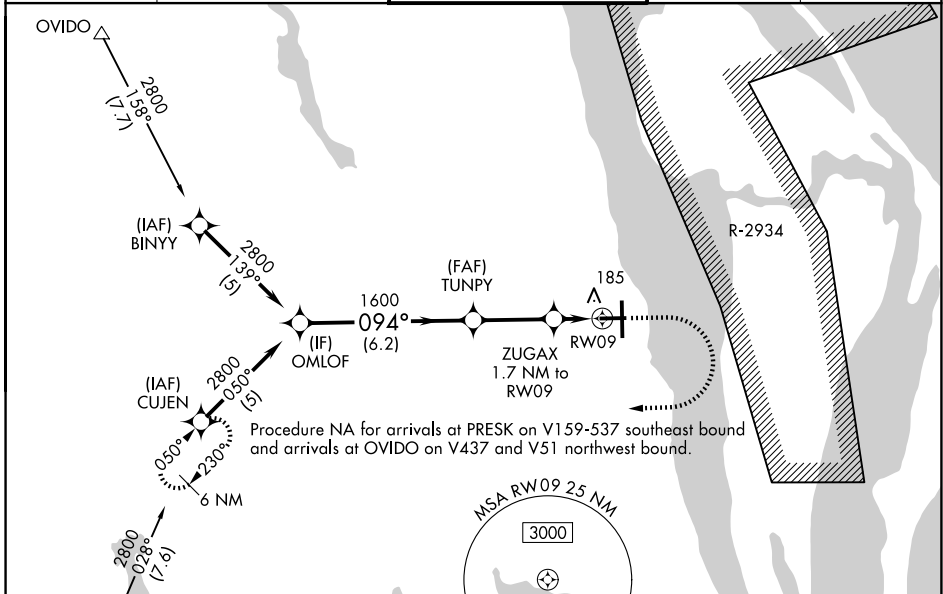 OVIDO
2800
158°
(7.7)
(IAF)
BINYY
2800
139°
(5)
(FAF)
TUNPY
185
R-2934
1600
094°
(6.2)
(IF)
OMLOF
RW09
ZUGAX
1.7 NM to
RW09
(IAF)
CUJEN
2800
050°
(5)
Procedure NA for arrivals at PRESK on V159-537 southeast bound
and arrivals at OVIDO on V437 and V51 northwest bound.
050°
230°
6 NM
MSA RW09 25 NM
3000
2800
028°
(7.6)